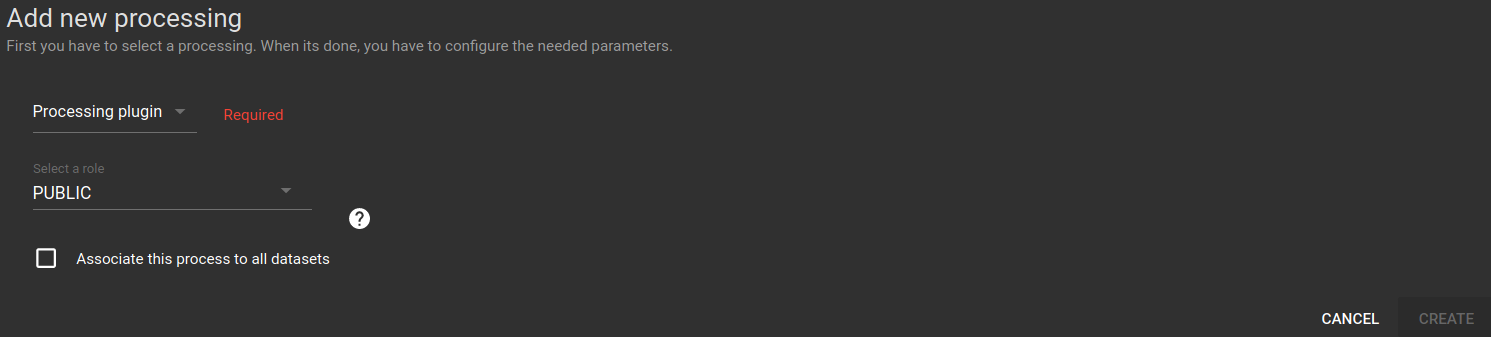 Add new processing
First you have to select a processing. When its done, you have to configure the needed parameters.
Processing plugin
Required
Select a role
PUBLIC
?
Associate this process to all datasets
CANCEL
CREATE